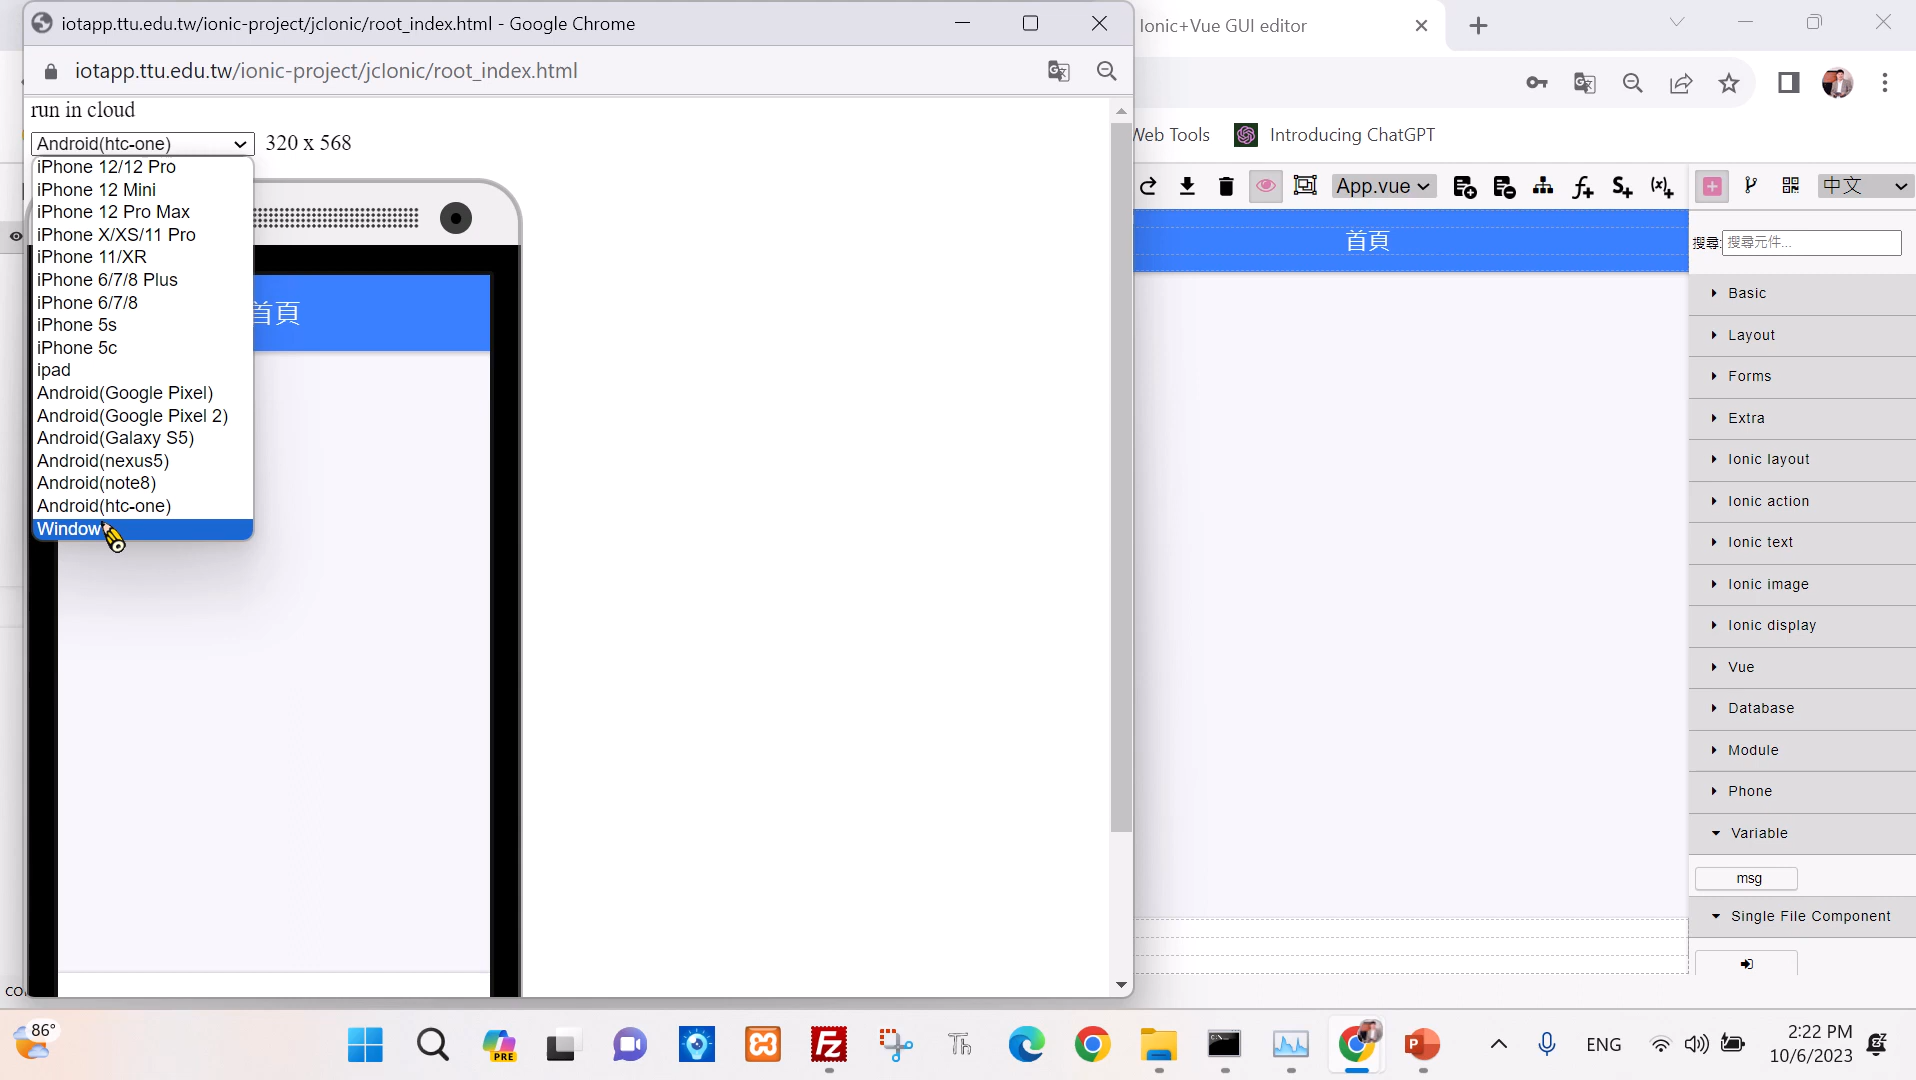 iotapp.ttu.edu.tw/ionic-project/jcIonic/root_index.html - Google Chrome
iotapp.ttu.edu.tw/ionic-project/jcIonic/root_index.html
run in cloud
Android(htc-one) 320 x 568
iPhone 12/12 Pro
iPhone 12 Mini
iPhone 12 Pro Max
iPhone X/XS/11 Pro
iPhone 11/XR
iPhone 6/7/8 Plus
iPhone 6/7/8
iPhone 5s
iPhone 5c
ipad
Android(Google Pixel)
Android(Google Pixel 2)
Android(Galaxy S5)
Android(nexus5)
Android(note8)
Android(htc-one)
Window
首頁
Ionic+Vue GUI editor
Web Tools Introducing ChatGPT
App.vue 中文
首頁
搜尋: 搜尋元件...
Basic
Layout
Forms
Extra
Ionic layout
Ionic action
Ionic text
Ionic image
Ionic display
Vue
Database
Module
Phone
Variable
msg
Single File Component
86°
PRE
Th
ENG
2:22 PM
10/6/2023